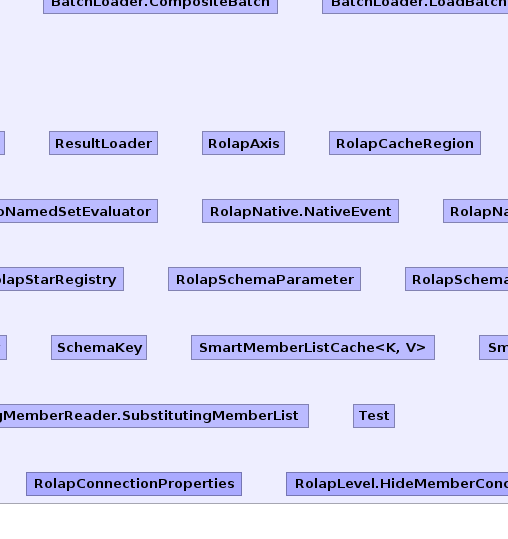 BatchLoader.CompositeBatch BatchLoader.LoadBatch
ResultLoader RolapAxis RolapCacheRegion
NamedSetEvaluator RolapNative.NativeEvent RolapNa
lapStarRegistry RolapSchemaParameter RolapSchema
SchemaKey SmartMemberListCache<K, V> Sm
gMemberReader.SubstitutingMemberList Test
RolapConnectionProperties RolapLevel.HideMemberCond